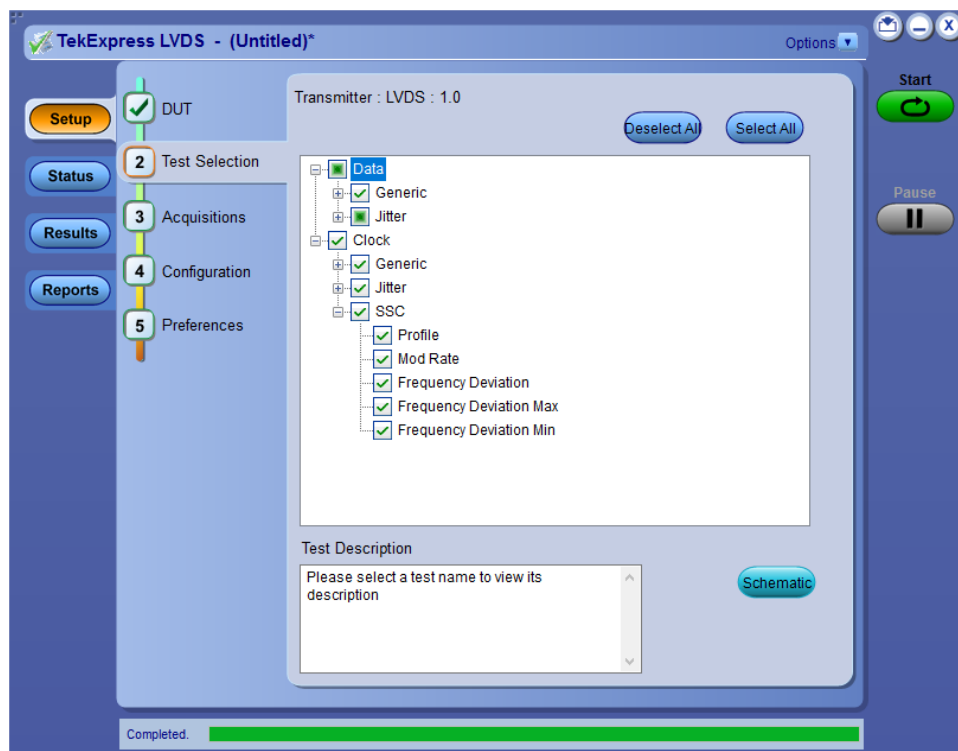 TekExpress LVDS - (Untitled)*
Options
Start
Pause
Setup
Status
Results
Reports
DUT
2 Test Selection
3 Acquisitions
4 Configuration
5 Preferences
Transmitter : LVDS : 1.0
Deselect All
Select All
Data
Generic
Jitter
Clock
Generic
Jitter
SSC
Profile
Mod Rate
Frequency Deviation
Frequency Deviation Max
Frequency Deviation Min
Test Description
Please select a test name to view its
description
Schematic
Completed.